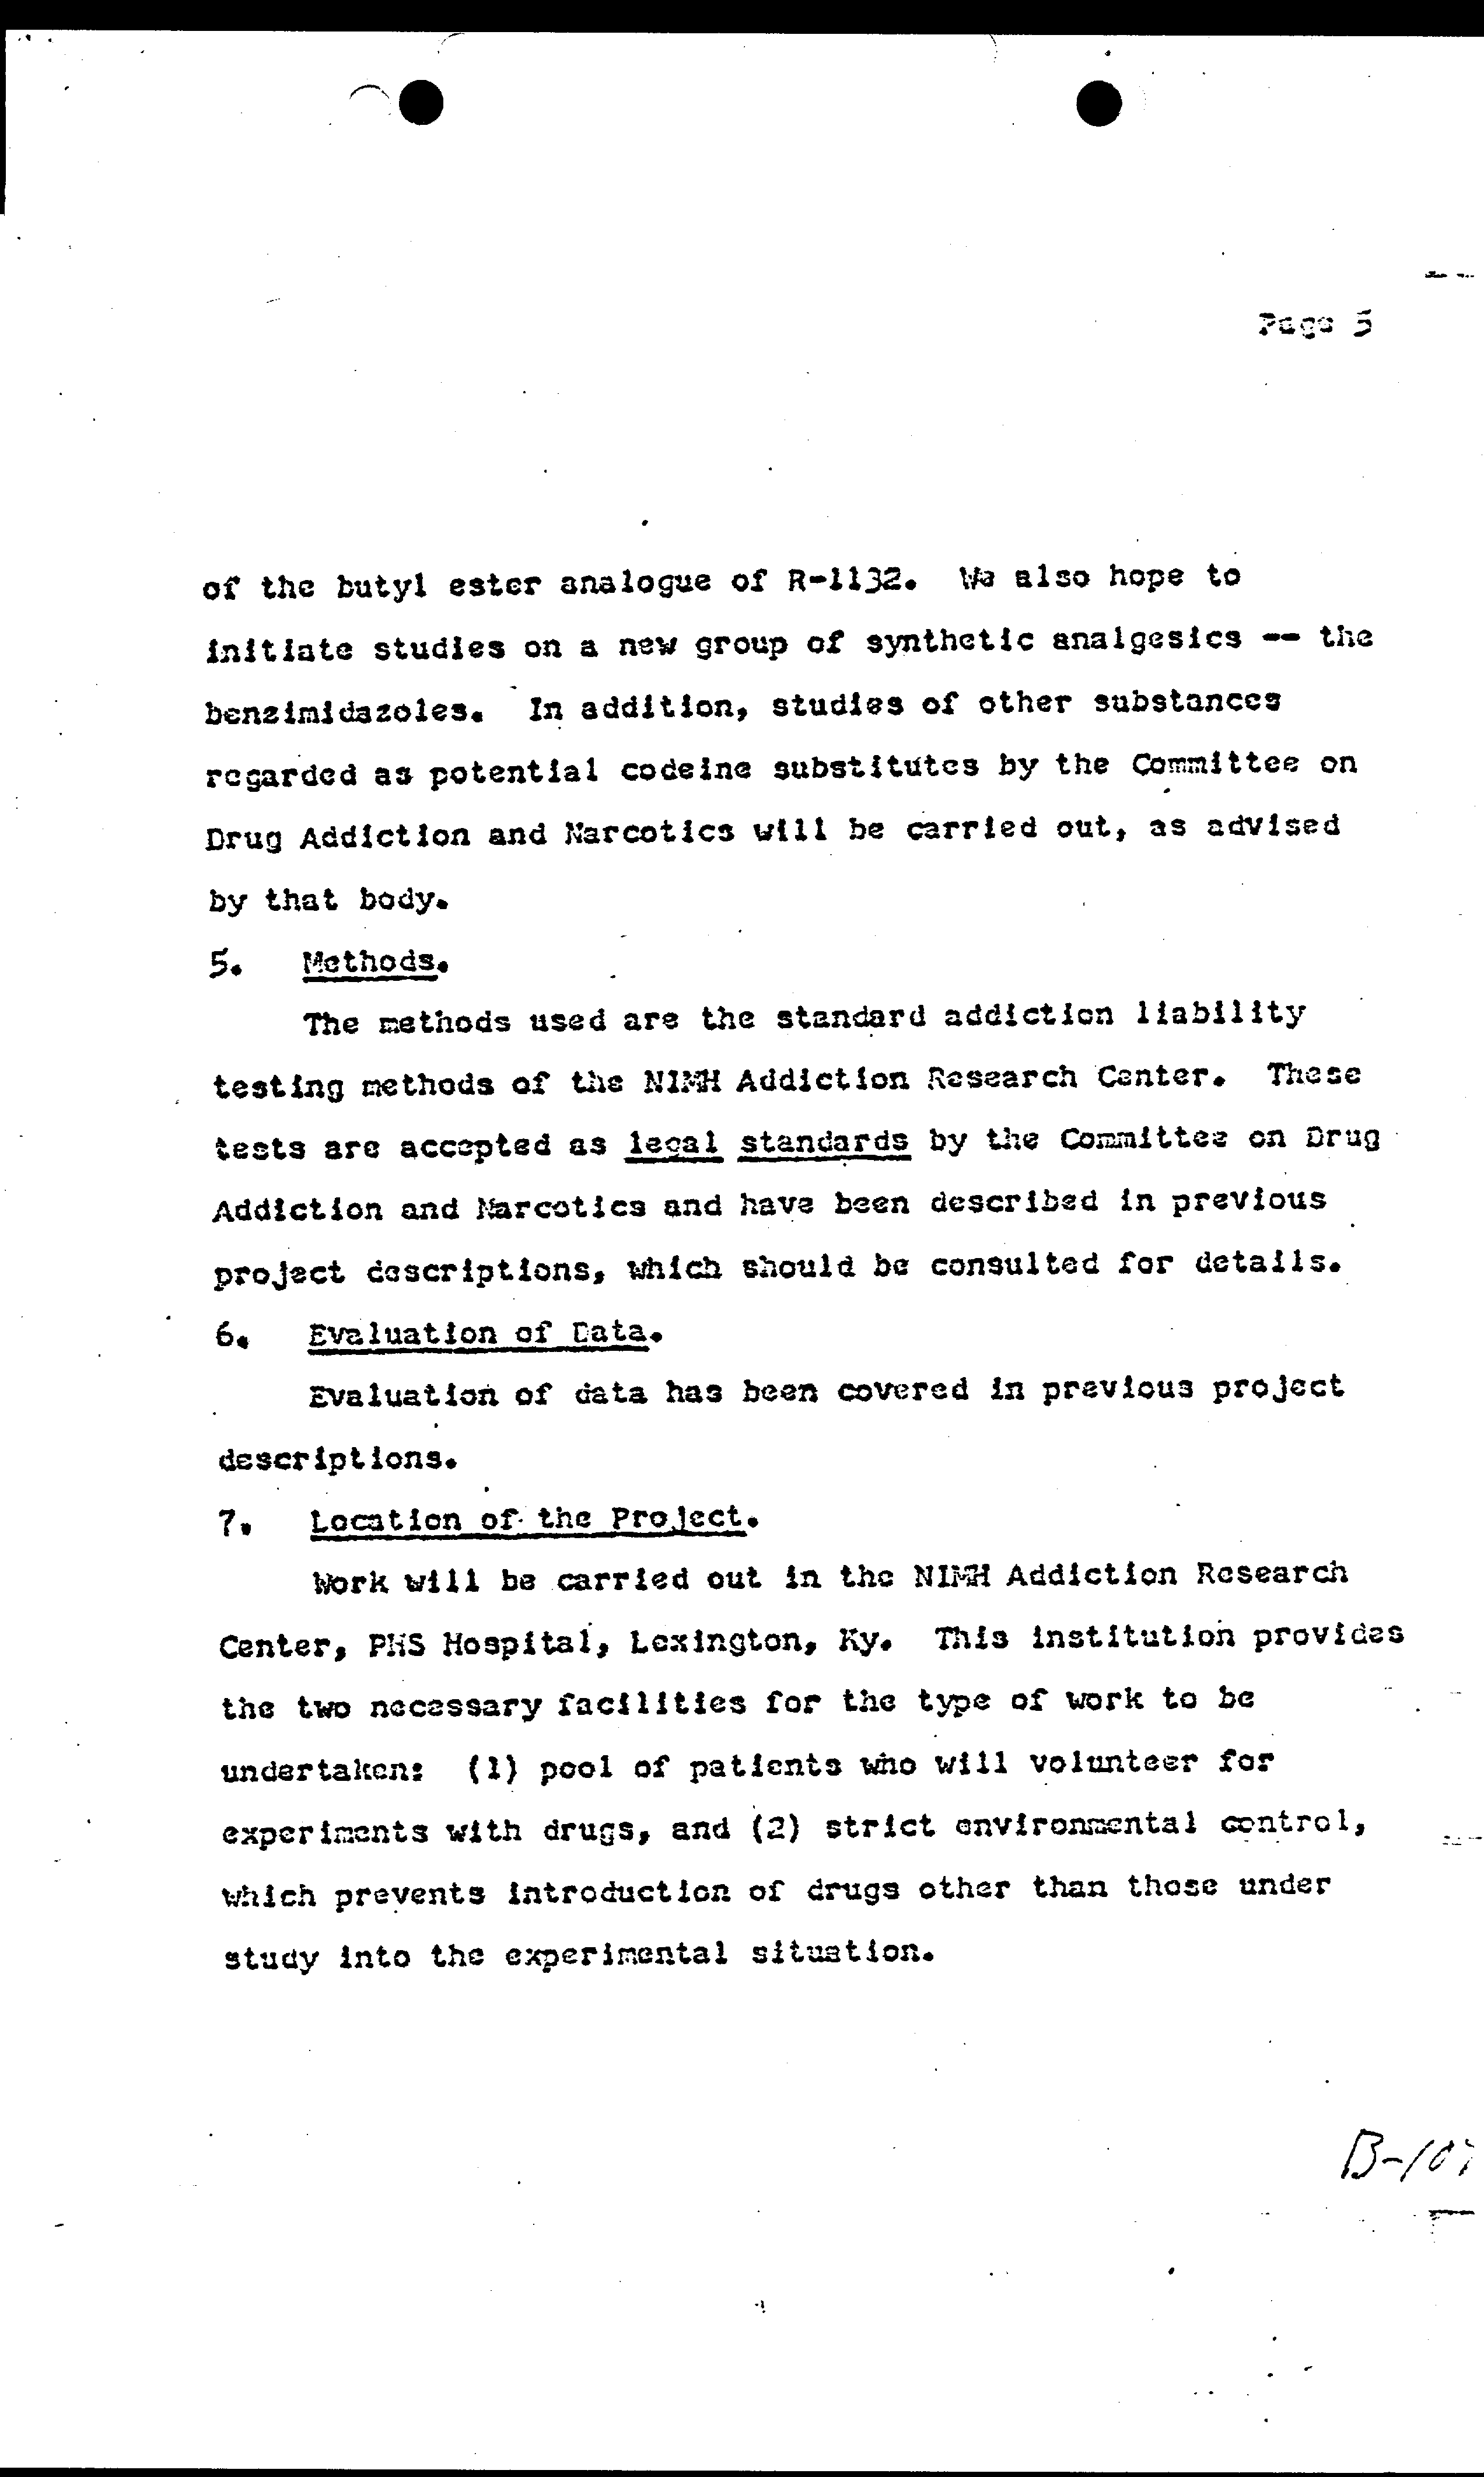 Page 5
of the butyl ester analogue of R-1132. We also hope to
initiate studies on a new group of synthetic analgesics -- the
benzimidazoles. In addition, studies of other substances
regarded as potential codeine substitutes by the Committee on
Drug Addiction and Narcotics will be carried out, as advised
by that body.
5. Methods.
The methods used are the standard addiction liability
testing methods of the NIMH Addiction Research Center. These
tests are accepted as legal standards by the Committee on Drug
Addiction and Narcotics and have been described in previous
project descriptions, which should be consulted for details.
6. Evaluation of Data.
Evaluation of data has been covered in previous project
descriptions.
7. Location of the Project.
Work will be carried out in the NIMH Addiction Research
Center, PHS Hospital, Lexington, Ky. This institution provides
the two necessary facilities for the type of work to be
undertaken: (1) pool of patients who will volunteer for
experiments with drugs, and (2) strict environmental control,
which prevents introduction of drugs other than those under
study into the experimental situation.